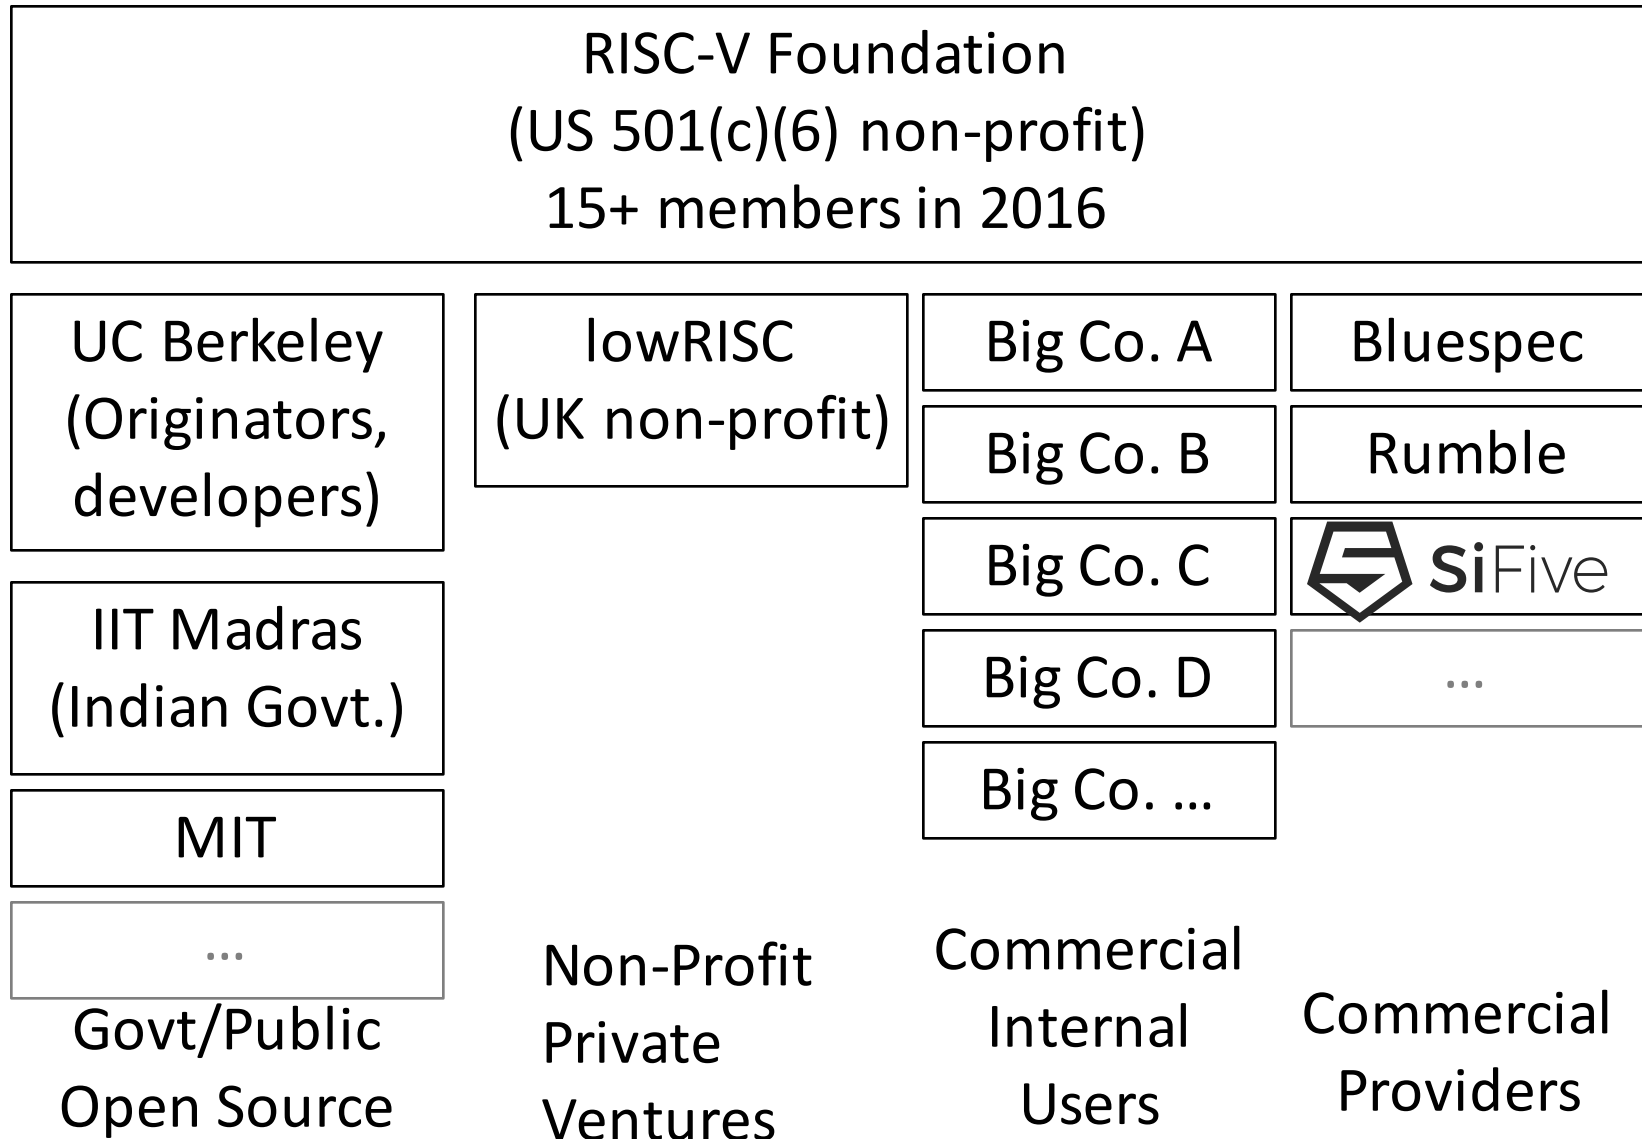 RISC-V Foundation
(US 501(c)(6) non-profit)
15+ members in 2016
UC Berkeley
(Originators,
developers)
IIT Madras
(Indian Govt.)
MIT
...
Govt/Public
Open Source
lowRISC
(UK non-profit)
Non-Profit
Private
Ventures
Big Co. A
Big Co. B
Big Co. C
Big Co. D
Big Co. ...
Commercial
Internal
Users
Bluespec
Rumble
SiFive
...
Commercial
Providers